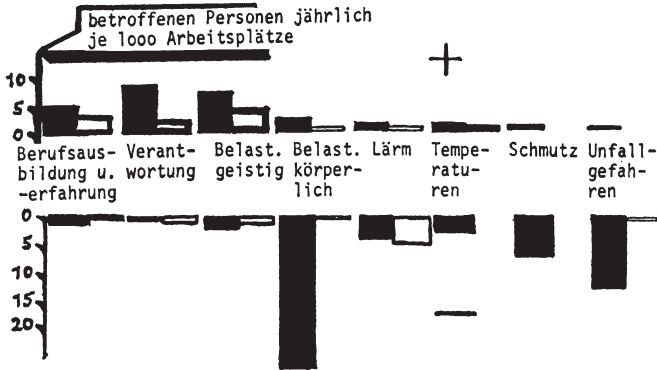 betroffenen Personen jährlich
je 1ooo Arbeitsplätze
+
10
5
0
Berufsaus-
bildung u.
-erfahrung
Verant-
wortung
Belast.
geistig
Belast.
körper-
lich
Lärm
Tempe-
ratu-
ren
Schmutz
Unfall-
gefah-
ren
0
5
10
15
20
—